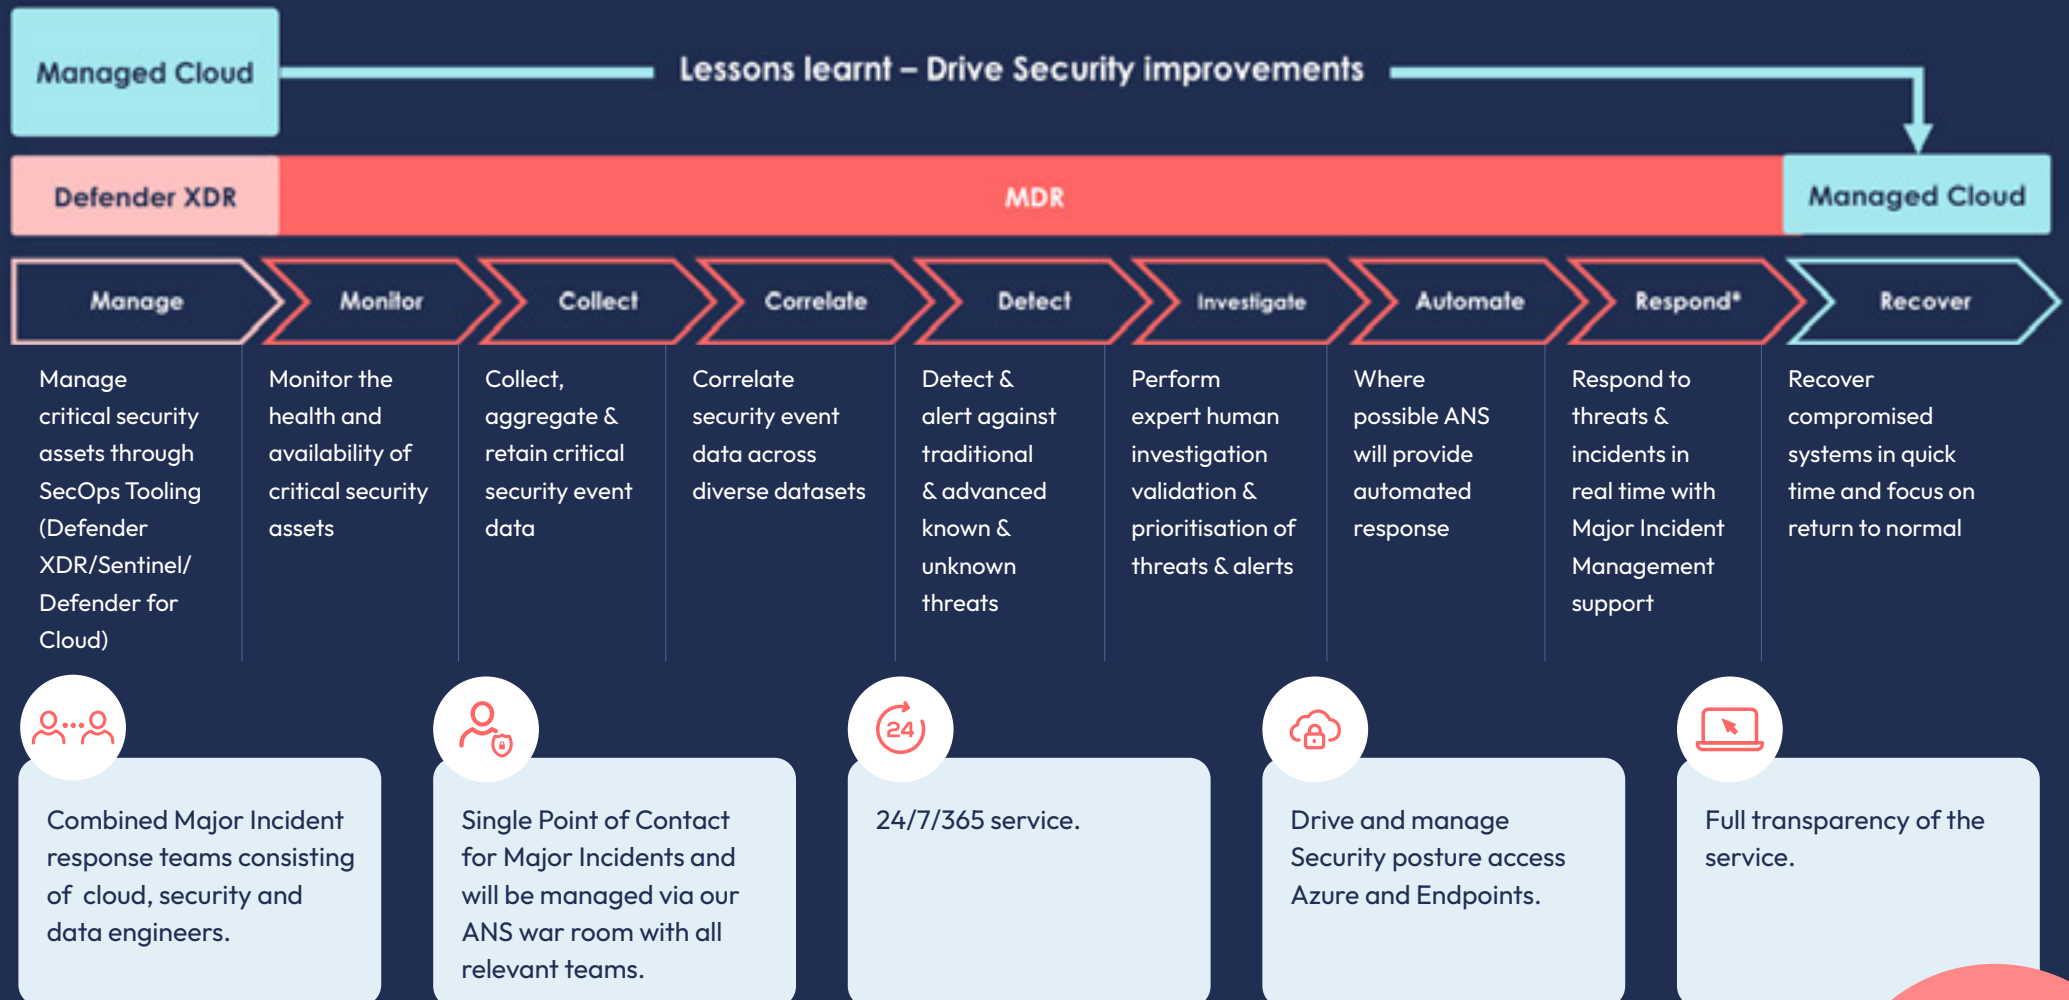 Managed Cloud
Lessons learnt – Drive Security improvements
Defender XDR
MDR
Managed Cloud
Manage
Monitor
Collect
Correlate
Detect
Investigate
Automate
Respond*
Recover
Manage
critical security
assets through
SecOps Tooling
(Defender
XDR/Sentinel/
Defender for
Cloud)
Monitor the
health and
availability of
critical security
assets
Collect,
aggregate &
retain critical
security event
data
Correlate
security event
data across
diverse datasets
Detect &
alert against
traditional
& advanced
known &
unknown
threats
Perform
expert human
investigation
validation &
prioritisation of
threats & alerts
Where
possible ANS
will provide
automated
response
Respond to
threats &
incidents in
real time with
Major Incident
Management
support
Recover
compromised
systems in quick
time and focus on
return to normal
Combined Major Incident
response teams consisting
of  cloud, security and
data engineers.
Single Point of Contact
for Major Incidents and
will be managed via our
ANS war room with all
relevant teams.
24
24/7/365 service.
Drive and manage
Security posture access
Azure and Endpoints.
Full transparency of the
service.